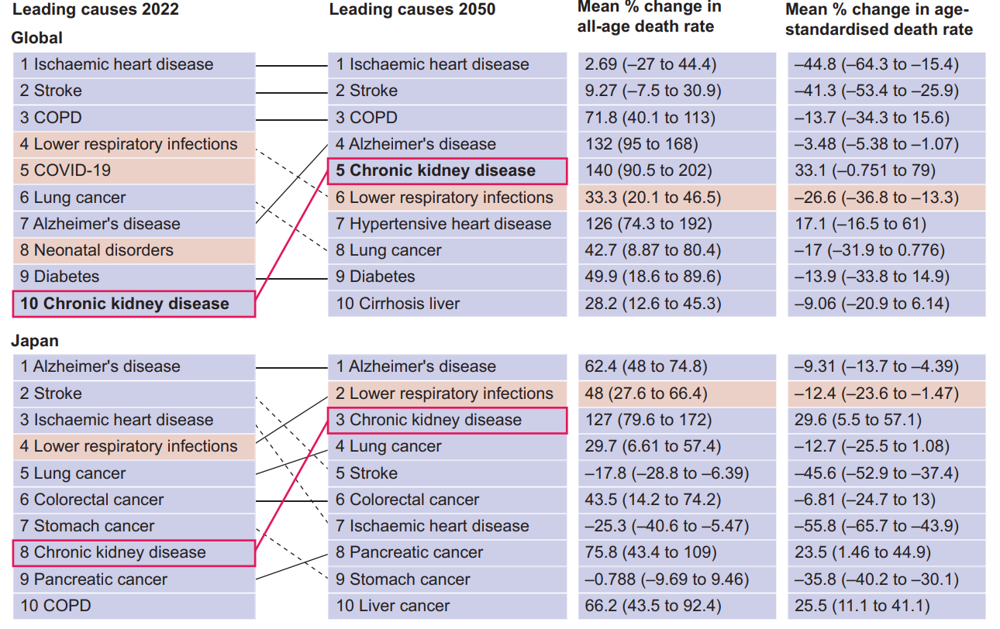 Leading causes 2022 Leading causes 2050 Mean % change in all-age death rate Mean % change in age-standardised death rate
Global
1 Ischaemic heart disease 1 Ischaemic heart disease 2.69 (–27 to 44.4) –44.8 (–64.3 to –15.4)
2 Stroke 2 Stroke 9.27 (–7.5 to 30.9) –41.3 (–53.4 to –25.9)
3 COPD 3 COPD 71.8 (40.1 to 113) –13.7 (–34.3 to 15.6)
4 Lower respiratory infections 4 Alzheimer's disease 132 (95 to 168) –3.48 (–5.38 to –1.07)
5 COVID-19 5 Chronic kidney disease 140 (90.5 to 202) 33.1 (–0.751 to 79)
6 Lung cancer 6 Lower respiratory infections 33.3 (20.1 to 46.5) –26.6 (–36.8 to –13.3)
7 Alzheimer's disease 7 Hypertensive heart disease 126 (74.3 to 192) 17.1 (–16.5 to 61)
8 Neonatal disorders 8 Lung cancer 42.7 (8.87 to 80.4) –17 (–31.9 to 0.776)
9 Diabetes 9 Diabetes 49.9 (18.6 to 89.6) –13.9 (–33.8 to 14.9)
10 Chronic kidney disease 10 Cirrhosis liver 28.2 (12.6 to 45.3) –9.06 (–20.9 to 6.14)
Japan
1 Alzheimer's disease 1 Alzheimer's disease 62.4 (48 to 74.8) –9.31 (–13.7 to –4.39)
2 Stroke 2 Lower respiratory infections 48 (27.6 to 66.4) –12.4 (–23.6 to –1.47)
3 Ischaemic heart disease 3 Chronic kidney disease 127 (79.6 to 172) 29.6 (5.5 to 57.1)
4 Lower respiratory infections 4 Lung cancer 29.7 (6.61 to 57.4) –12.7 (–25.5 to 1.08)
5 Lung cancer 5 Stroke –17.8 (–28.8 to –6.39) –45.6 (–52.9 to –37.4)
6 Colorectal cancer 6 Colorectal cancer 43.5 (14.2 to 74.2) –6.81 (–24.7 to 13)
7 Stomach cancer 7 Ischaemic heart disease –25.3 (–40.6 to –5.47) –55.8 (–65.7 to –43.9)
8 Chronic kidney disease 8 Pancreatic cancer 75.8 (43.4 to 109) 23.5 (1.46 to 44.9)
9 Pancreatic cancer 9 Stomach cancer –0.788 (–9.69 to 9.46) –35.8 (–40.2 to –30.1)
10 COPD 10 Liver cancer 66.2 (43.5 to 92.4) 25.5 (11.1 to 41.1)